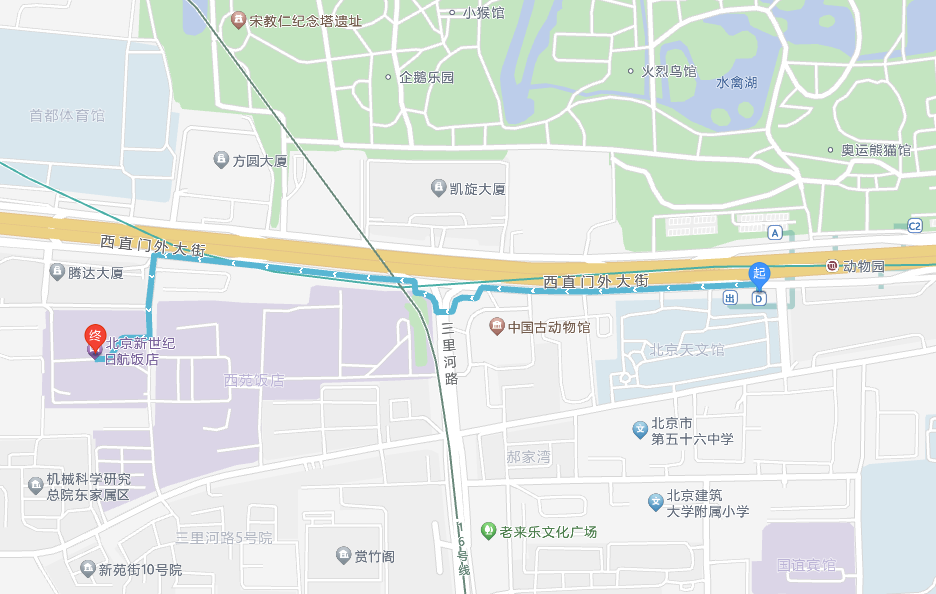 宋教仁纪念塔遗址
小猴馆
企鹅乐园
火烈鸟馆
水禽湖
首都体育馆
方圆大厦
奥运熊猫馆
凯旋大厦
A
C2
西直门外大街
腾达大厦
西直门外大街
起
动物园
出
D
终
北京新世纪
日航饭店
三里河路
中国古动物馆
北京天文馆
西苑饭店
北京市
第五十六中学
郝家湾
机械科学研究
总院东家属区
北京建筑
大学附属小学
三里河路5号院
16号线
老来乐文化广场
赏竹阁
新苑街10号院
国谊宾馆